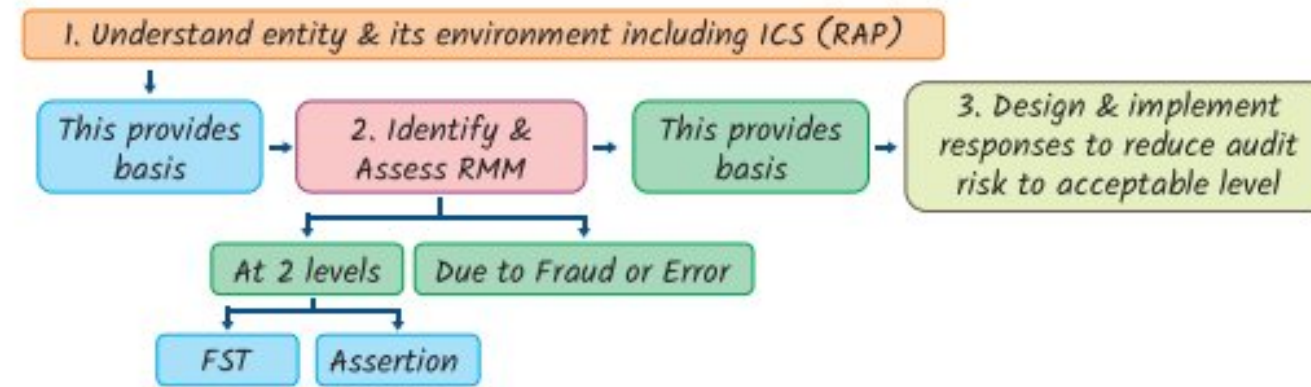 1. Understand entity & its environment including ICS (RAP)
This provides
basis
2. Identify &
Assess RMM
This provides
basis
3. Design & implement
responses to reduce audit
risk to acceptable level
At 2 levels
Due to Fraud or Error
FST
Assertion